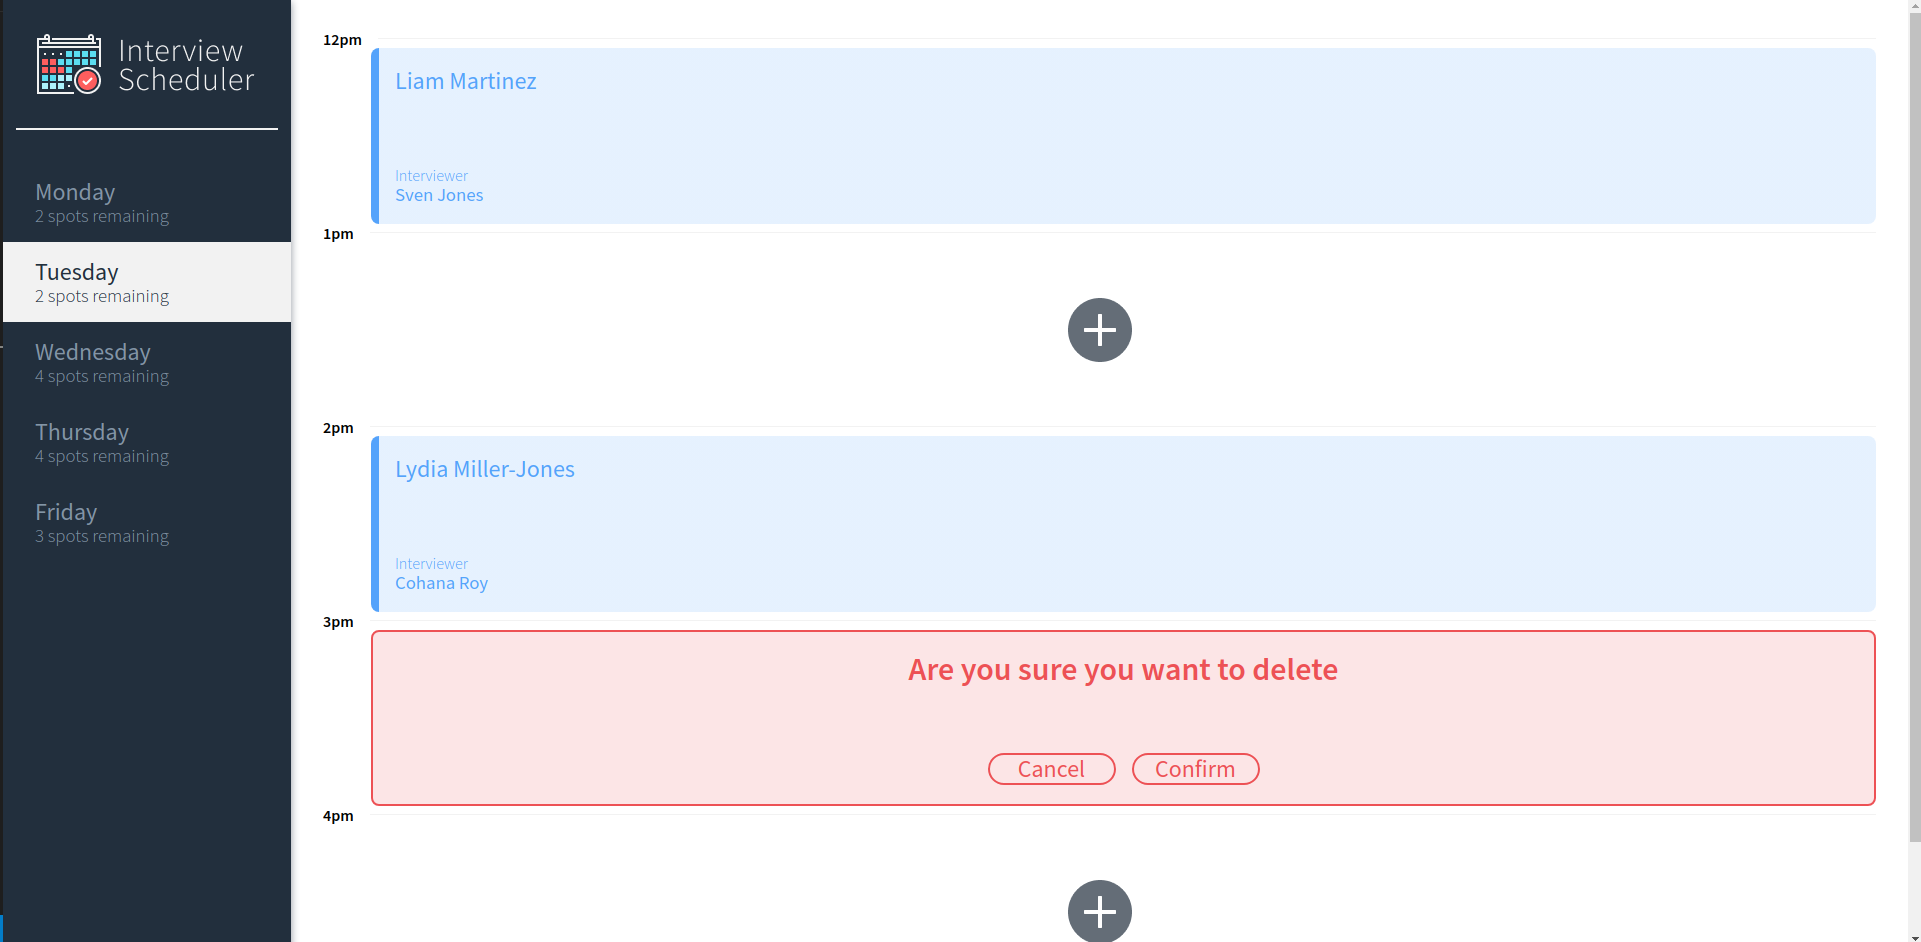 Interview
Scheduler
Monday
2 spots remaining
Tuesday
2 spots remaining
Wednesday
4 spots remaining
Thursday
4 spots remaining
Friday
3 spots remaining
12pm
Liam Martinez
Interviewer
Sven Jones
1pm
2pm
Lydia Miller-Jones
Interviewer
Cohana Roy
3pm
Are you sure you want to delete
Cancel Confirm
4pm